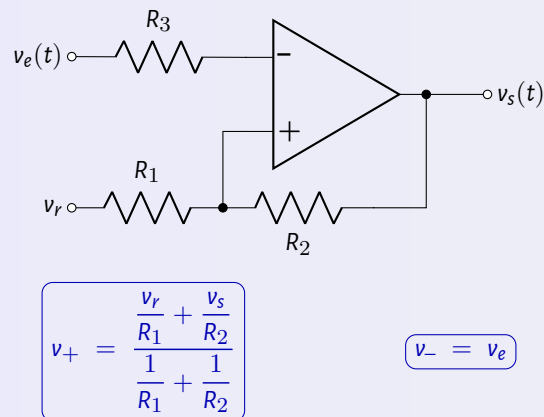 R3
ve(t)
−
vs(t)
+
R1
vr
R2
v+ = (vr/R1 + vs/R2) / (1/R1 + 1/R2)
v− = ve